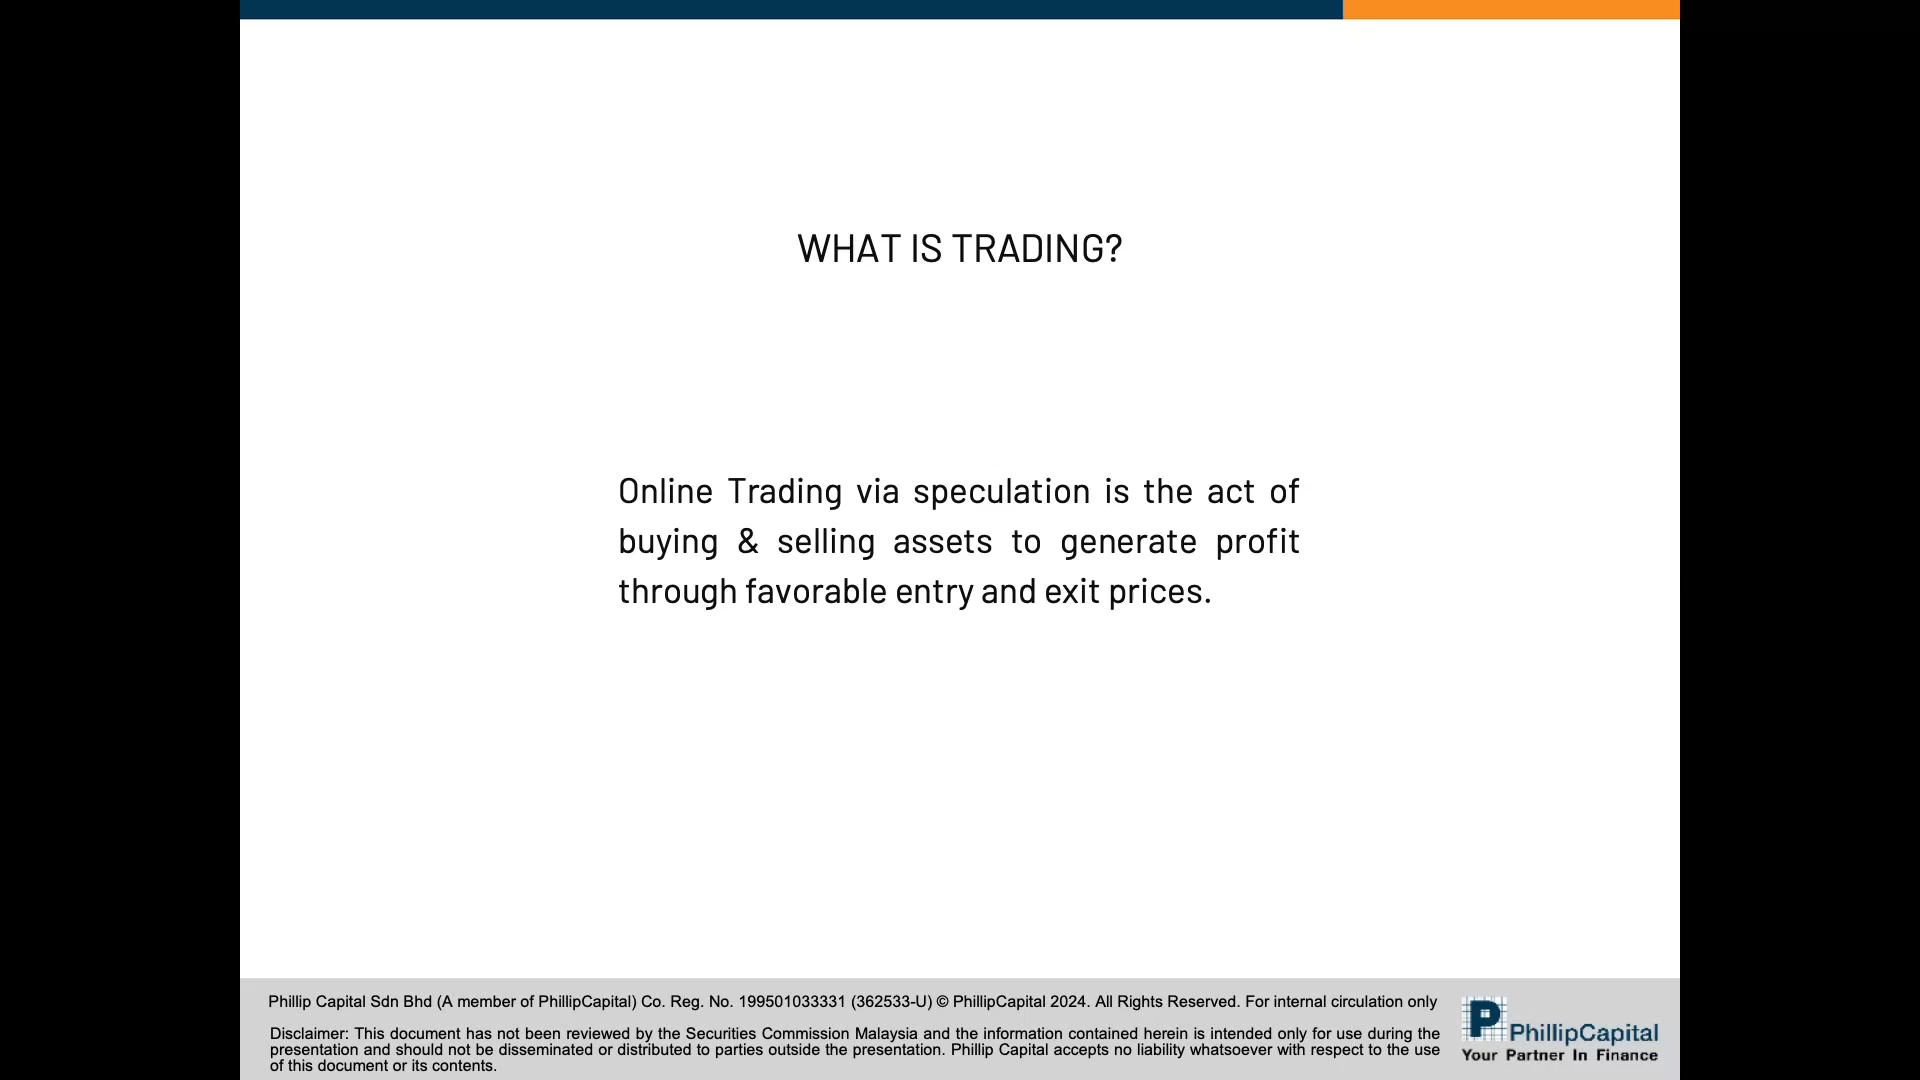 WHAT IS TRADING?
Online Trading via speculation is the act of
buying & selling assets to generate profit
through favorable entry and exit prices.
Phillip Capital Sdn Bhd (A member of PhillipCapital) Co. Reg. No. 199501033331 (362533-U) © PhillipCapital 2024. All Rights Reserved. For internal circulation only
Disclaimer: This document has not been reviewed by the Securities Commission Malaysia and the information contained herein is intended only for use during the
presentation and should not be disseminated or distributed to parties outside the presentation. Phillip Capital accepts no liability whatsoever with respect to the use
of this document or its contents.
P
PhillipCapital
Your Partner In Finance